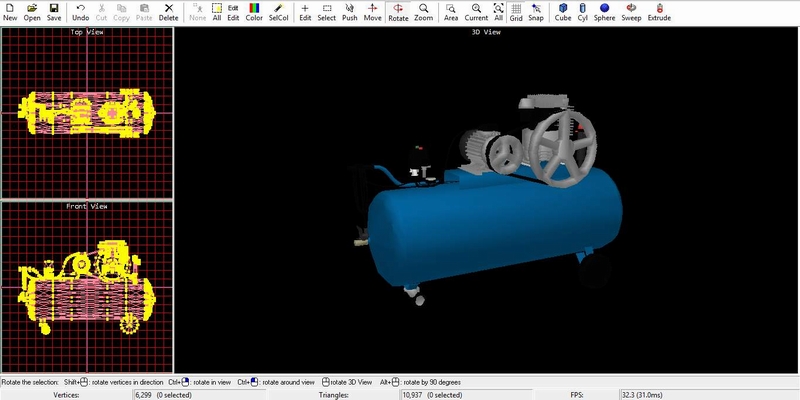 New Open Save Undo Cut Copy Paste Delete None All Edit Edit Color SelCol Edit Select Push Move Rotate Zoom Area Current All Grid Snap Cube Cyl Sphere Sweep Extrude
Top View
3D View
Front View
Rotate the selection: Shift+ : rotate vertices in direction Ctrl+ : rotate in view Ctrl+ : rotate around view : rotate 3D View Alt+ : rotate by 90 degrees
Vertices: 6,299 (0 selected) Triangles: 10,937 (0 selected) FPS: 32.3 (31.0ms)